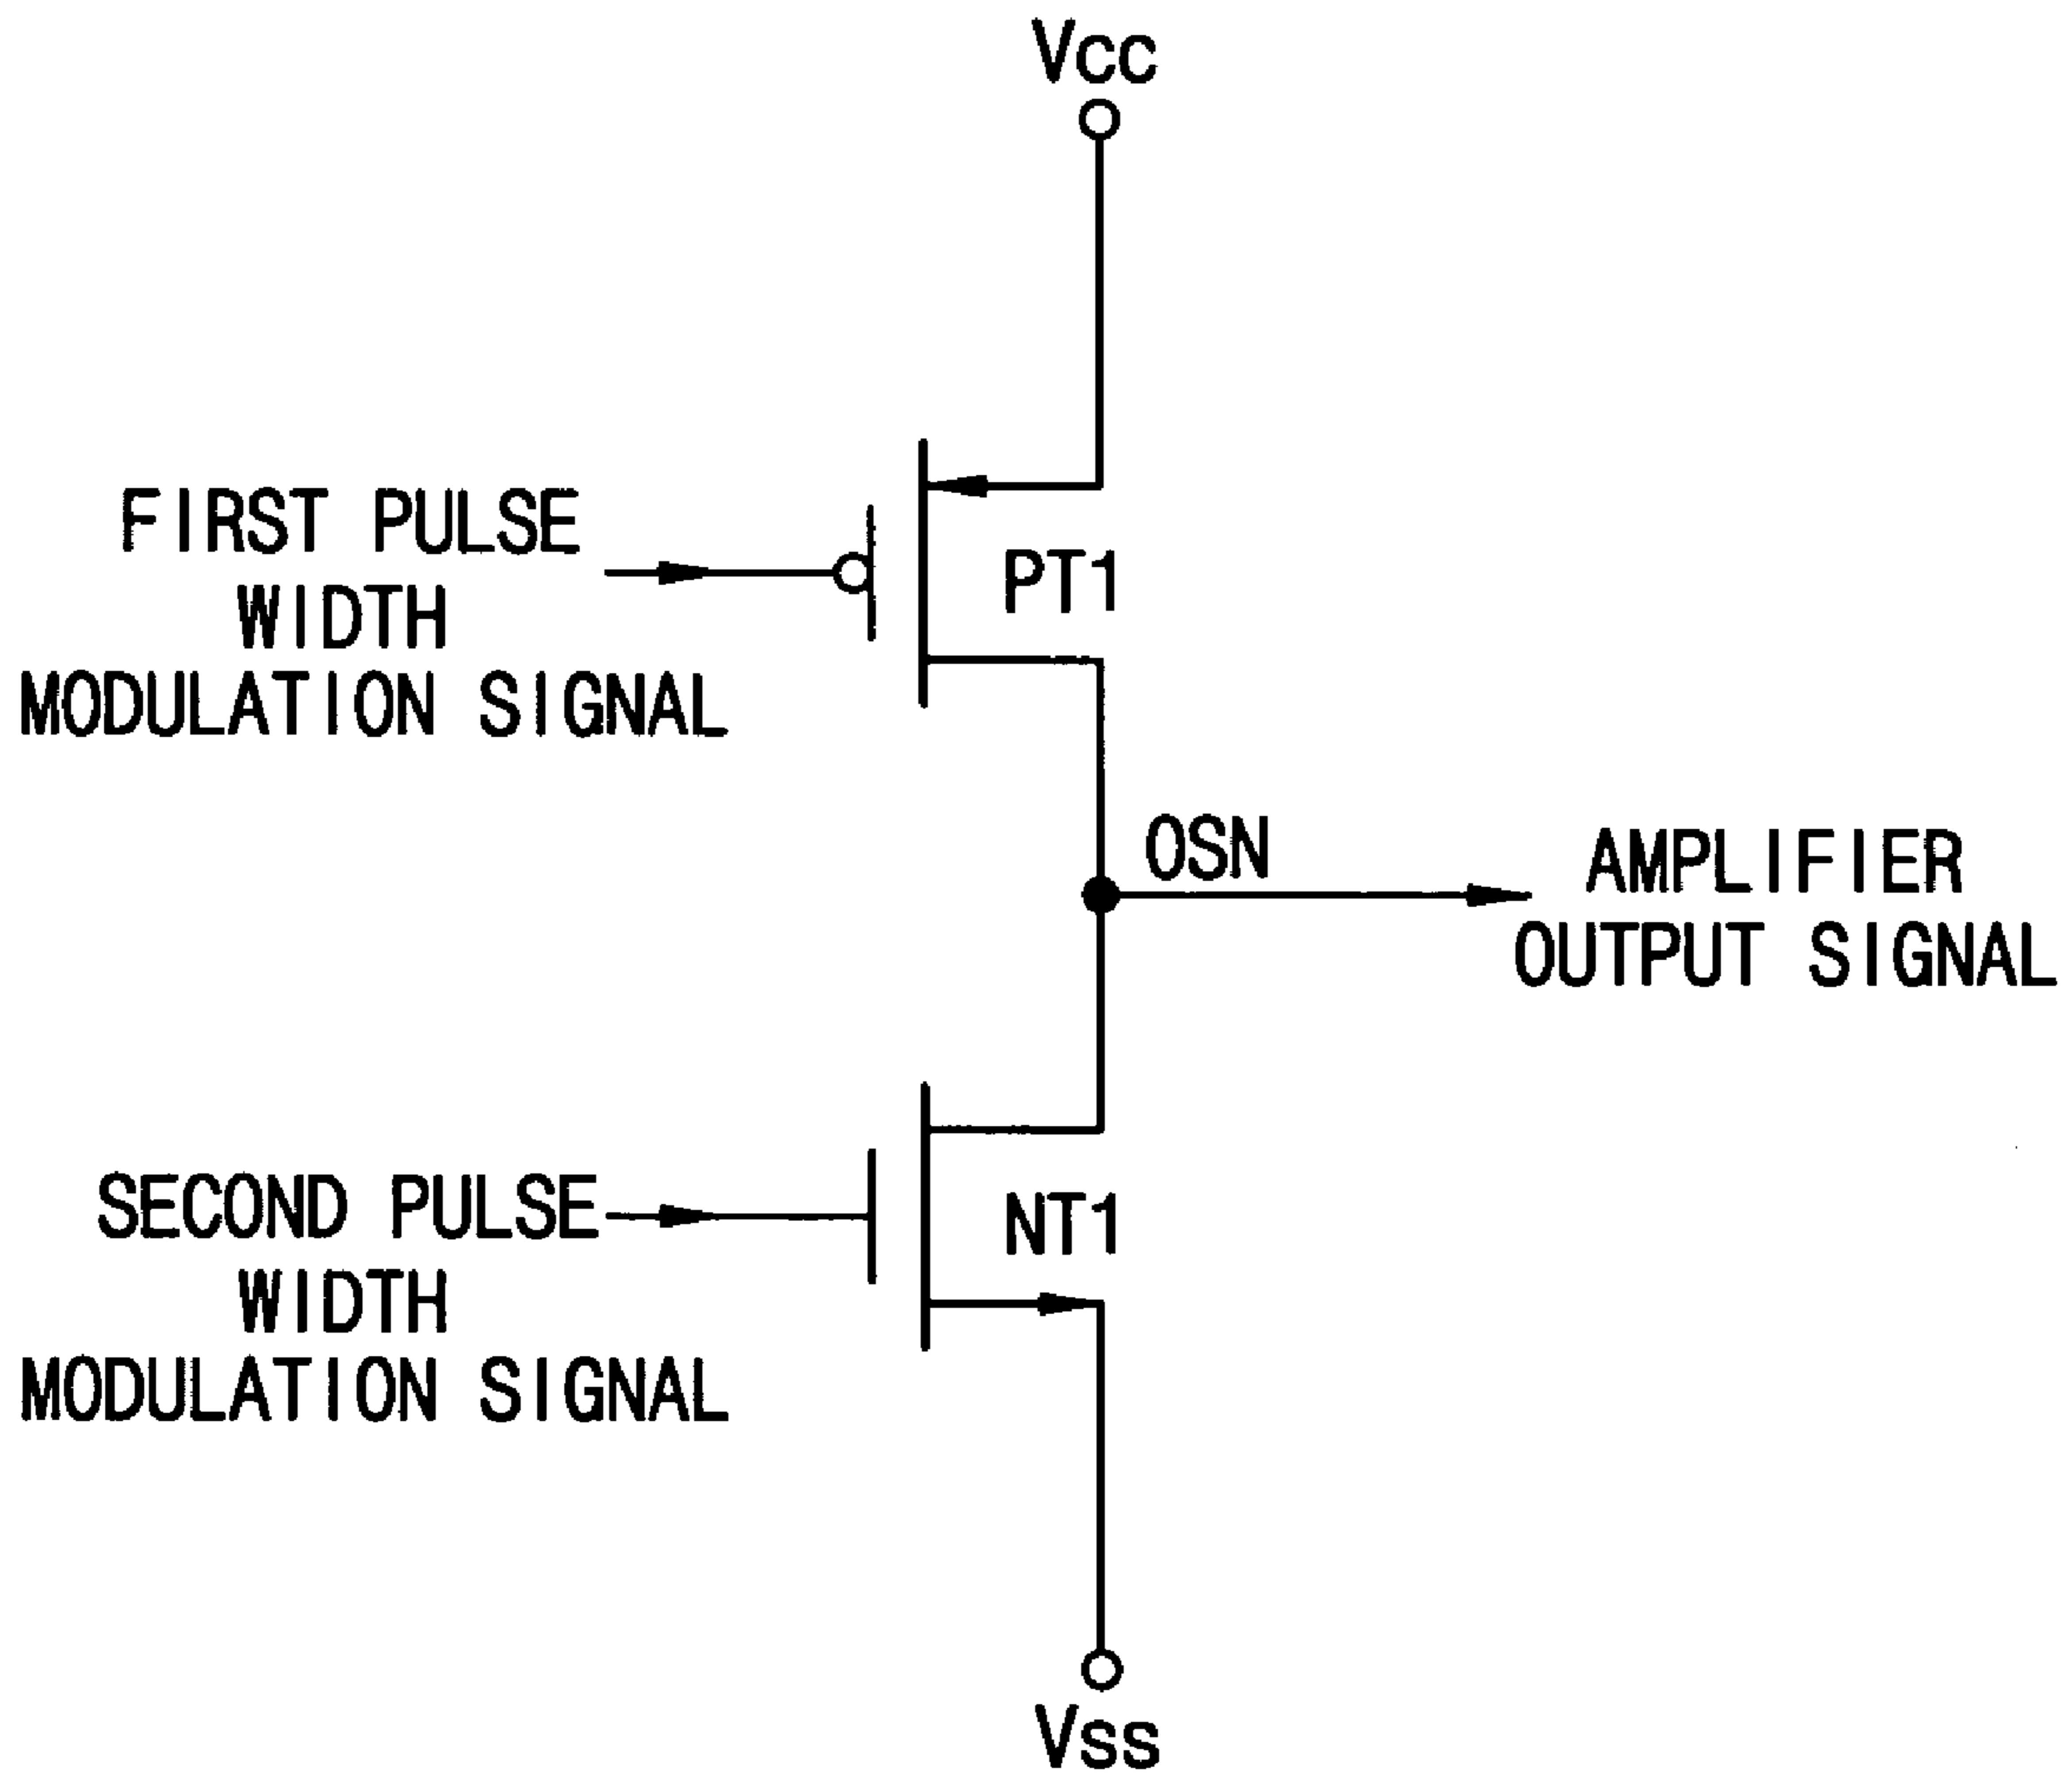 Vcc
FIRST PULSE
WIDTH
MODULATION SIGNAL
PT1
OSN
AMPLIFIER
OUTPUT SIGNAL
SECOND PULSE
WIDTH
MODULATION SIGNAL
NT1
Vss